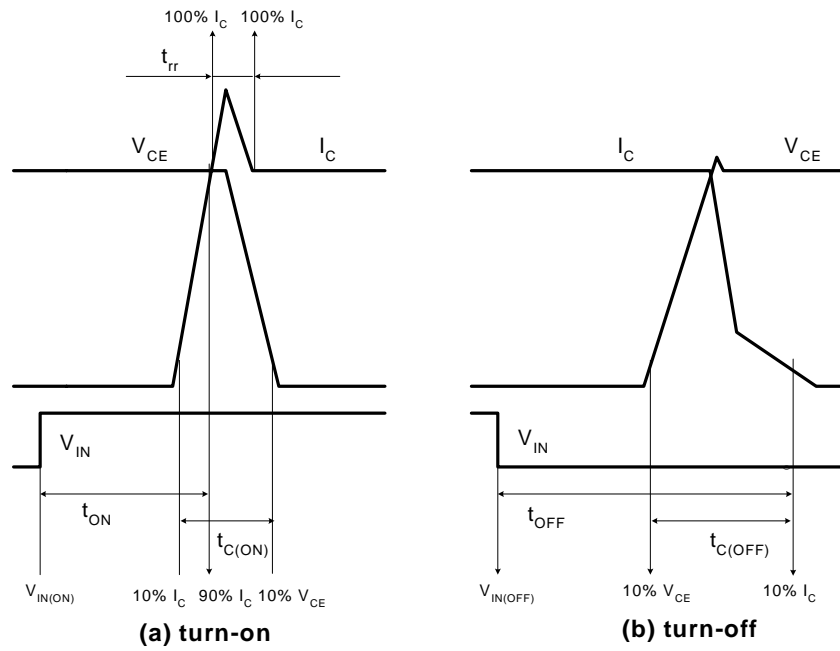 100% I_C 100% I_C
t_rr
V_CE I_C
I_C V_CE
V_IN
V_IN
t_ON
t_OFF
t_C(ON)
t_C(OFF)
V_IN(ON) 10% I_C 90% I_C 10% V_CE
V_IN(OFF) 10% V_CE 10% I_C
(a) turn-on
(b) turn-off